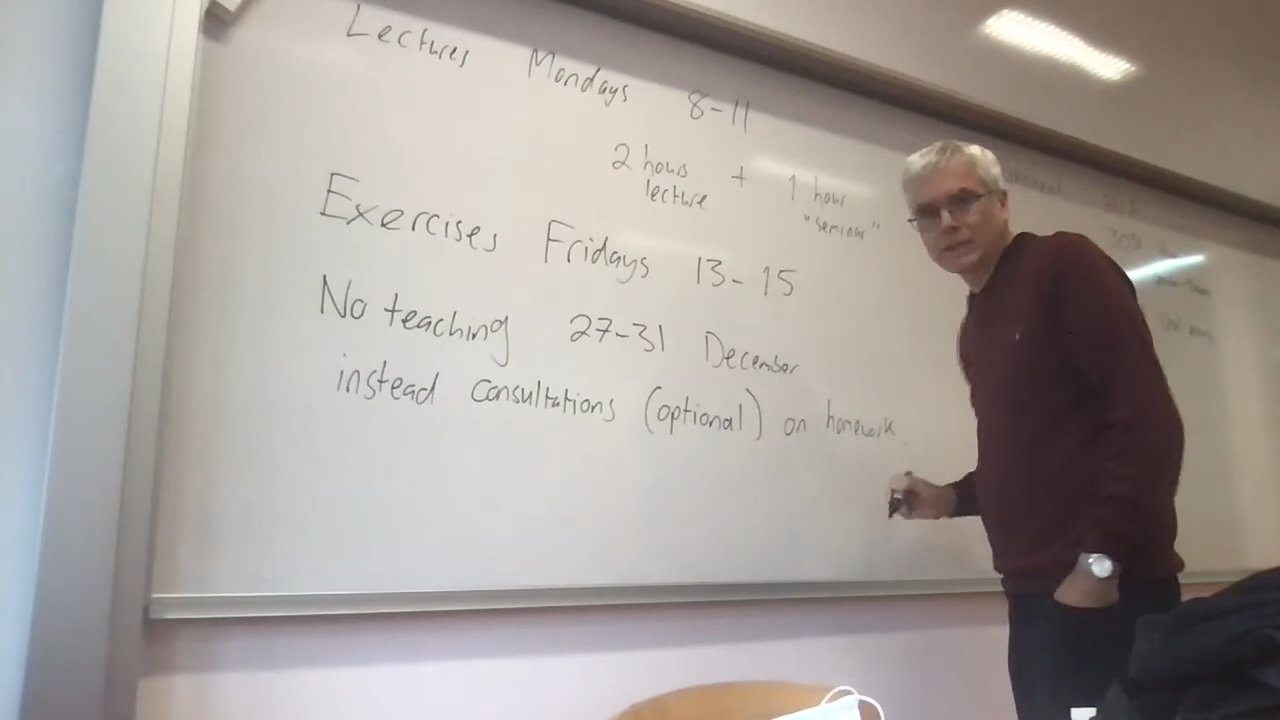 Lectures Mondays 8-11
2 hours lecture + 1 hour "seminar"
Exercises Fridays 13-15
No teaching 27-31 December
instead consultations (optional) on homework
30%